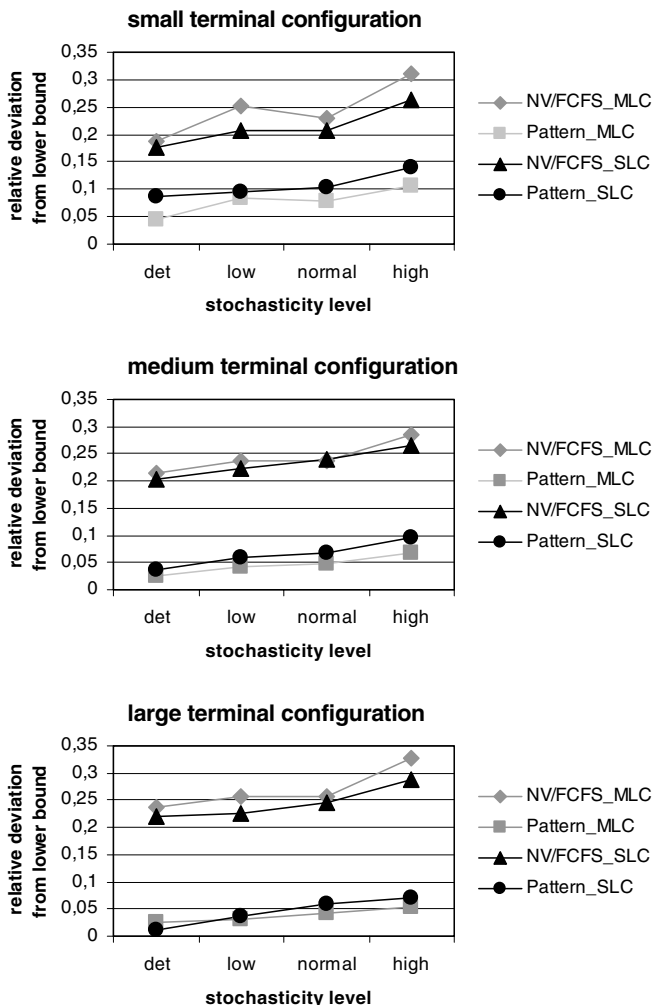 small terminal configuration
relative deviation
from lower bound
0,35
0,3
0,25
0,2
0,15
0,1
0,05
0
det low normal high
stochasticity level
NV/FCFS_MLC
Pattern_MLC
NV/FCFS_SLC
Pattern_SLC
medium terminal configuration
relative deviation
from lower bound
0,35
0,3
0,25
0,2
0,15
0,1
0,05
0
det low normal high
stochasticity level
NV/FCFS_MLC
Pattern_MLC
NV/FCFS_SLC
Pattern_SLC
large terminal configuration
relative deviation
from lower bound
0,35
0,3
0,25
0,2
0,15
0,1
0,05
0
det low normal high
stochasticity level
NV/FCFS_MLC
Pattern_MLC
NV/FCFS_SLC
Pattern_SLC